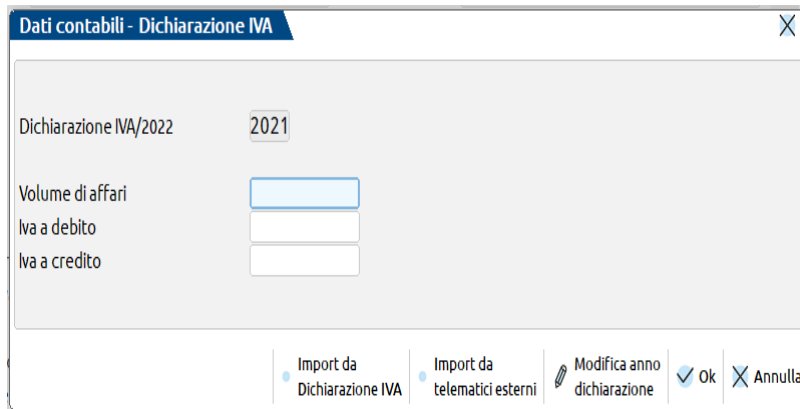 Dati contabili - Dichiarazione IVA
Dichiarazione IVA/2022 2021
Volume di affari
Iva a debito
Iva a credito
Import da Dichiarazione IVA
Import da telematici esterni
Modifica anno dichiarazione
Ok
Annulla